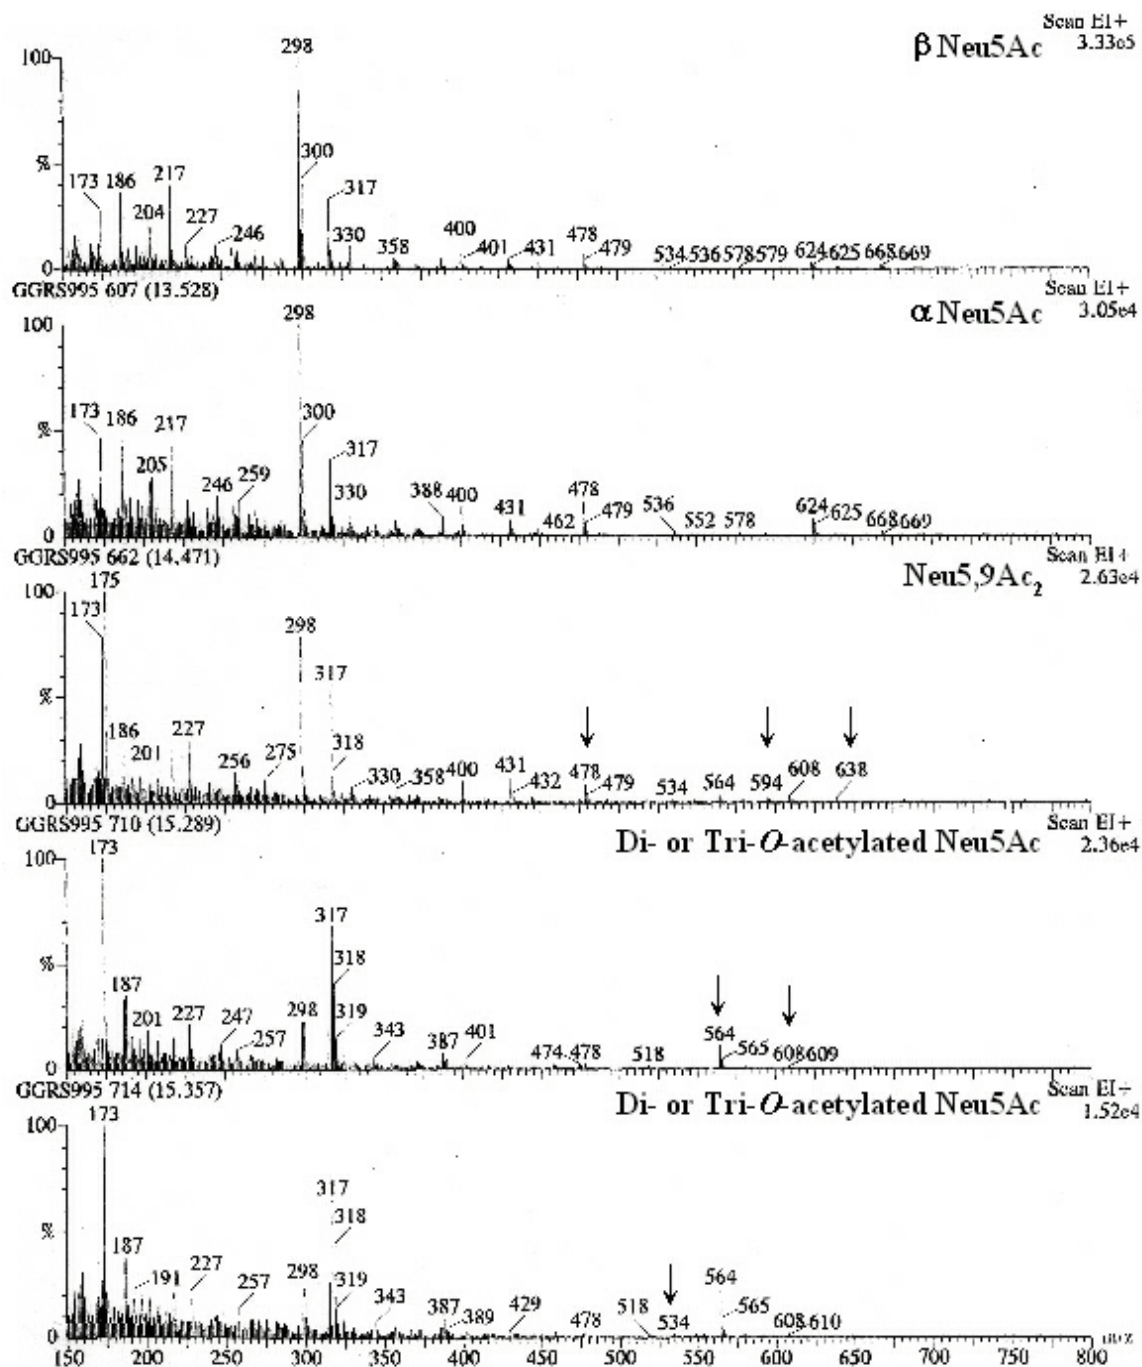 Scan EI+
β Neu5Ac 3.33e5
100
298
%
173 186 217 204 227 246 300 317 330 358 400 401 431 478 479 534 536 578 579 624 625 668 669
0
GGRS995 607 (13.528)
Scan EI+
α Neu5Ac 3.05e4
100
298
%
173 186 217 205 246 259 300 317 330 388 400 431 462 478 479 536 552 578 624 625 668 669
0
GGRS995 662 (14.471)
Scan EI+
Neu5,9Ac2 2.63e4
100
175
%
173 186 201 227 256 275 298 317 318 330 358 400 431 432 478 479 534 564 594 608 638
0
GGRS995 710 (15.289)
Scan EI+
Di- or Tri-O-acetylated Neu5Ac 2.36e4
100
173
%
187 201 227 247 257 298 317 318 319 343 387 401 474 478 518 564 565 608 609
0
GGRS995 714 (15.357)
Scan EI+
Di- or Tri-O-acetylated Neu5Ac 1.52e4
100
173
%
187 191 227 257 298 317 318 319 343 387 389 429 478 518 534 564 565 608 610
0
150 200 250 300 350 400 450 500 550 600 650 700 750 800